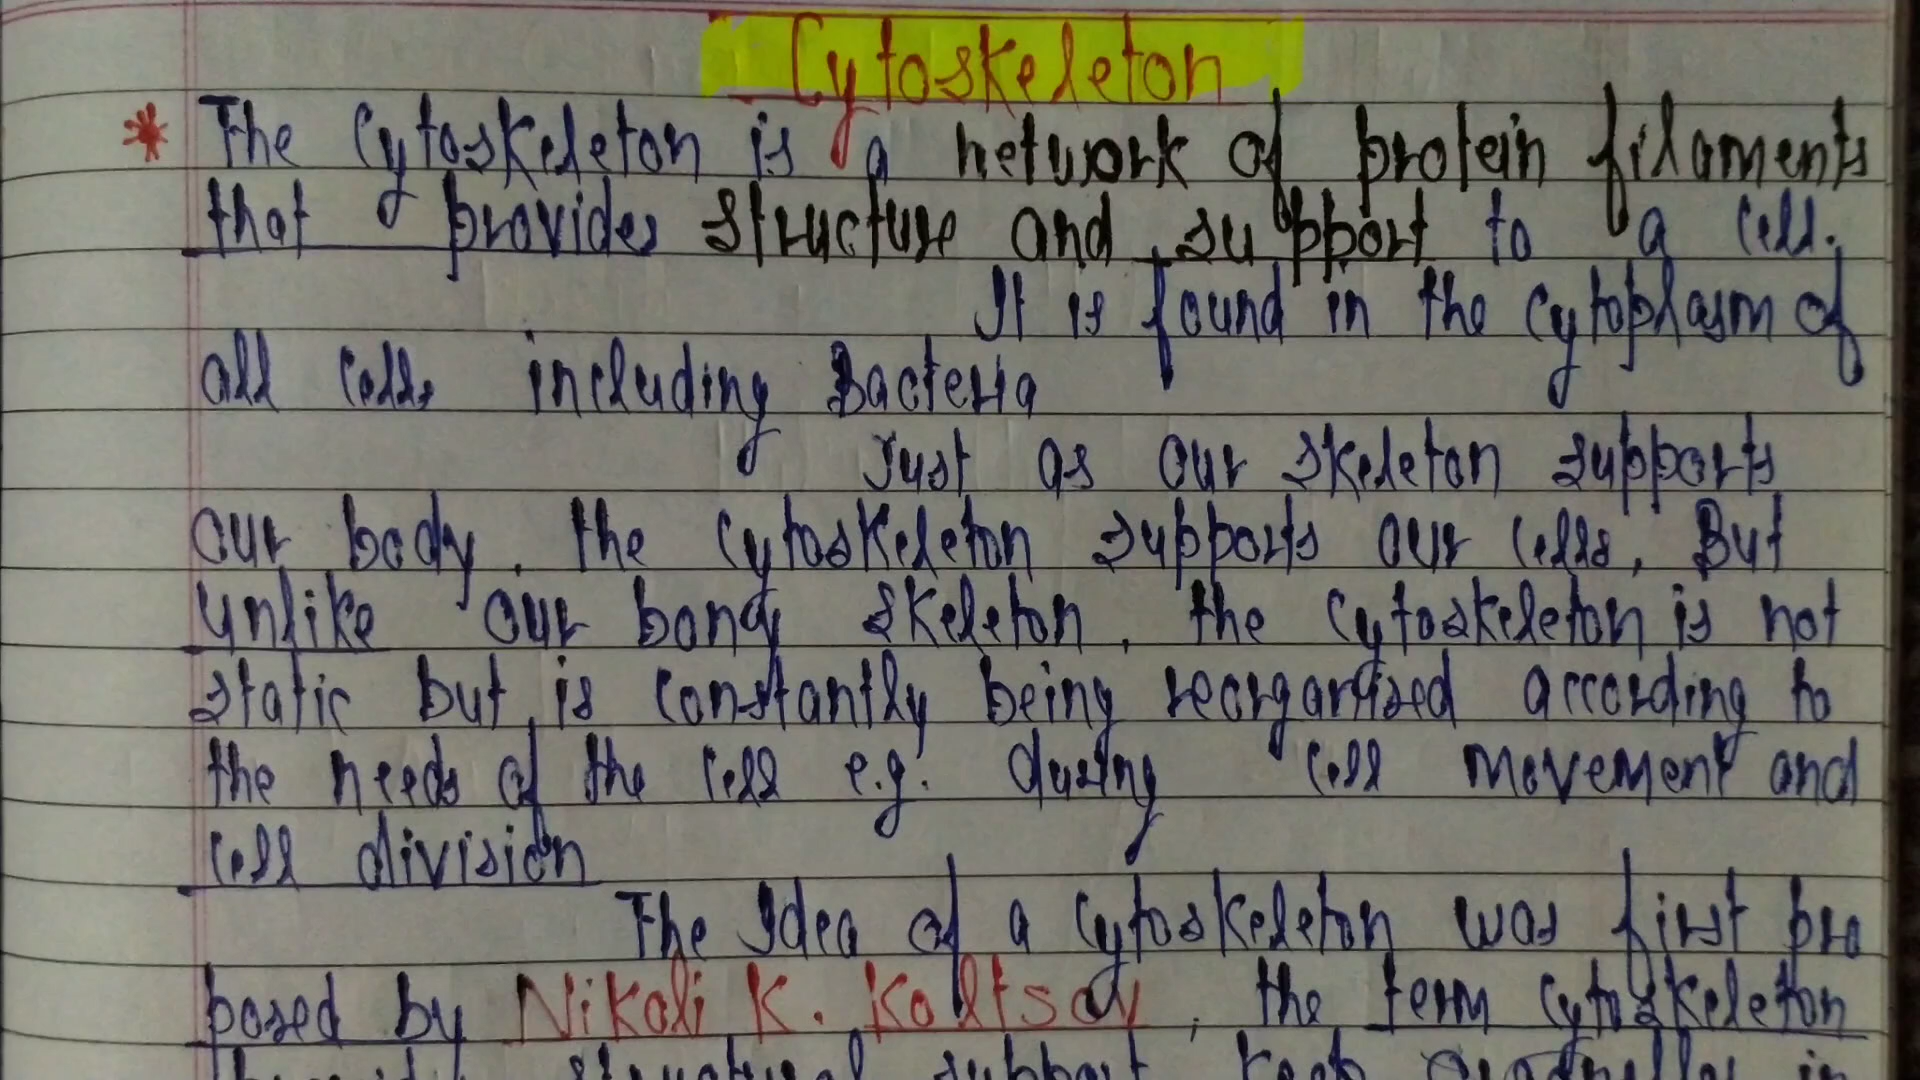 Cytoskeleton
* The Cytoskeleton is a network of protein filaments
that provides structure and support to a cell.
It is found in the cytoplasm of
all cells including Bacteria
Just as our skeleton supports
our body, the cytoskeleton supports our cells, But
unlike our bony skeleton, the cytoskeleton is not
static but is constantly being reorganised according to
the needs of the cell e.g. during cell movement and
cell division
The Idea of a cytoskeleton was first pro
posed by Nikoli K. Koltsov, the term cytoskeleton
structural support, keep in